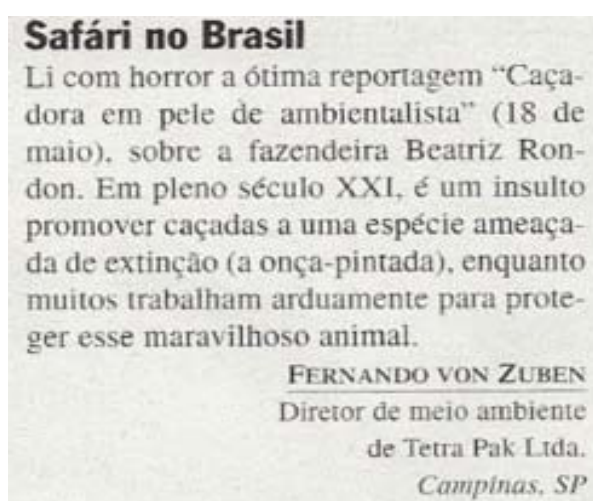 Safári no Brasil
Li com horror a ótima reportagem “Caça-
dora em pele de ambientalista” (18 de
maio), sobre a fazendeira Beatriz Ron-
don. Em pleno século XXI, é um insulto
promover caçadas a uma espécie ameaça-
da de extinção (a onça-pintada), enquanto
muitos trabalham arduamente para prote-
ger esse maravilhoso animal.
FERNANDO VON ZUBEN
Diretor de meio ambiente
de Tetra Pak Ltda.
Campinas, SP